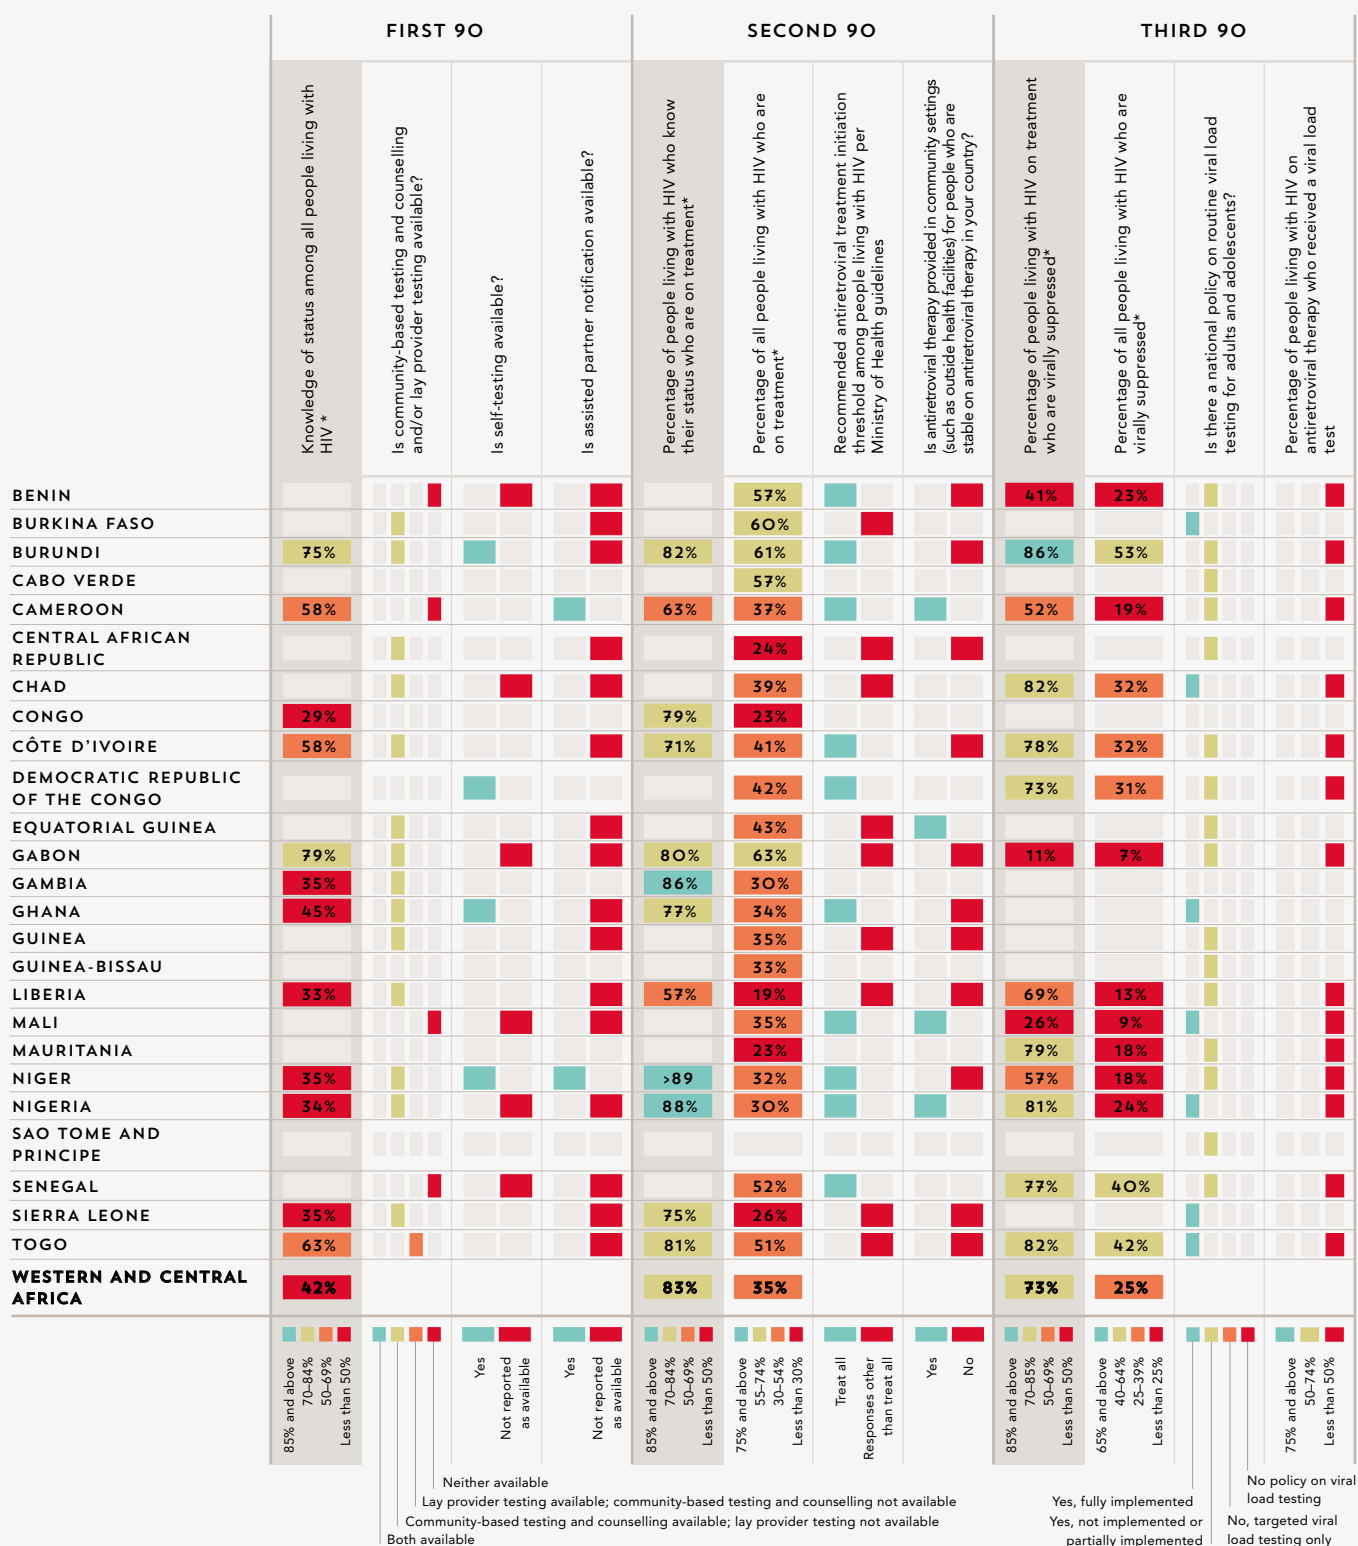 FIRST 90
SECOND 90
THIRD 90
Knowledge of status among all people living with
HIV *
Is community-based testing and counselling
and/or lay provider testing available?
Is self-testing available?
Is assisted partner notification available?
Percentage of people living with HIV who know
their status who are on treatment*
Percentage of all people living with HIV who are
on treatment*
Recommended antiretroviral treatment initiation
threshold among people living with HIV per
Ministry of Health guidelines
Is antiretroviral therapy provided in community settings
(such as outside health facilities) for people who are
stable on antiretroviral therapy in your country?
Percentage of people living with HIV on treatment
who are virally suppressed*
Percentage of all people living with HIV who are
virally suppressed*
Is there a national policy on routine viral load
testing for adults and adolescents?
Percentage of people living with HIV on
antiretroviral therapy who received a viral load
test
BENIN 57% 41% 23%
BURKINA FASO 60%
BURUNDI 75% 82% 61% 86% 53%
CABO VERDE 57%
CAMEROON 58% 63% 37% 52% 19%
CENTRAL AFRICAN
REPUBLIC 24%
CHAD 39% 82% 32%
CONGO 29% 79% 23%
CÔTE D'IVOIRE 58% 71% 41% 78% 32%
DEMOCRATIC REPUBLIC
OF THE CONGO 42% 73% 31%
EQUATORIAL GUINEA 43%
GABON 79% 80% 63% 11% 7%
GAMBIA 35% 86% 30%
GHANA 45% 77% 34%
GUINEA 35%
GUINEA-BISSAU 33%
LIBERIA 33% 57% 19% 69% 13%
MALI 35% 26% 9%
MAURITANIA 23% 79% 18%
NIGER 35% >89 32% 57% 18%
NIGERIA 34% 88% 30% 81% 24%
SAO TOME AND
PRINCIPE
SENEGAL 52% 77% 40%
SIERRA LEONE 35% 75% 26%
TOGO 63% 81% 51% 82% 42%
WESTERN AND CENTRAL
AFRICA 42% 83% 35% 73% 25%
85% and above
70–84%
50–69%
Less than 50%
Yes
Not reported
as available
Yes
Not reported
as available
85% and above
70–84%
50–69%
Less than 50%
75% and above
55–74%
30–54%
Less than 30%
Treat all
Responses other
than treat all
Yes
No
85% and above
70–85%
50–69%
Less than 50%
65% and above
40–64%
25–39%
Less than 25%
75% and above
50–74%
Less than 50%
Neither available
Lay provider testing available; community-based testing and counselling not available
Community-based testing and counselling available; lay provider testing not available
Both available
No policy on viral
load testing
Yes, fully implemented
Yes, not implemented or
partially implemented
No, targeted viral
load testing only